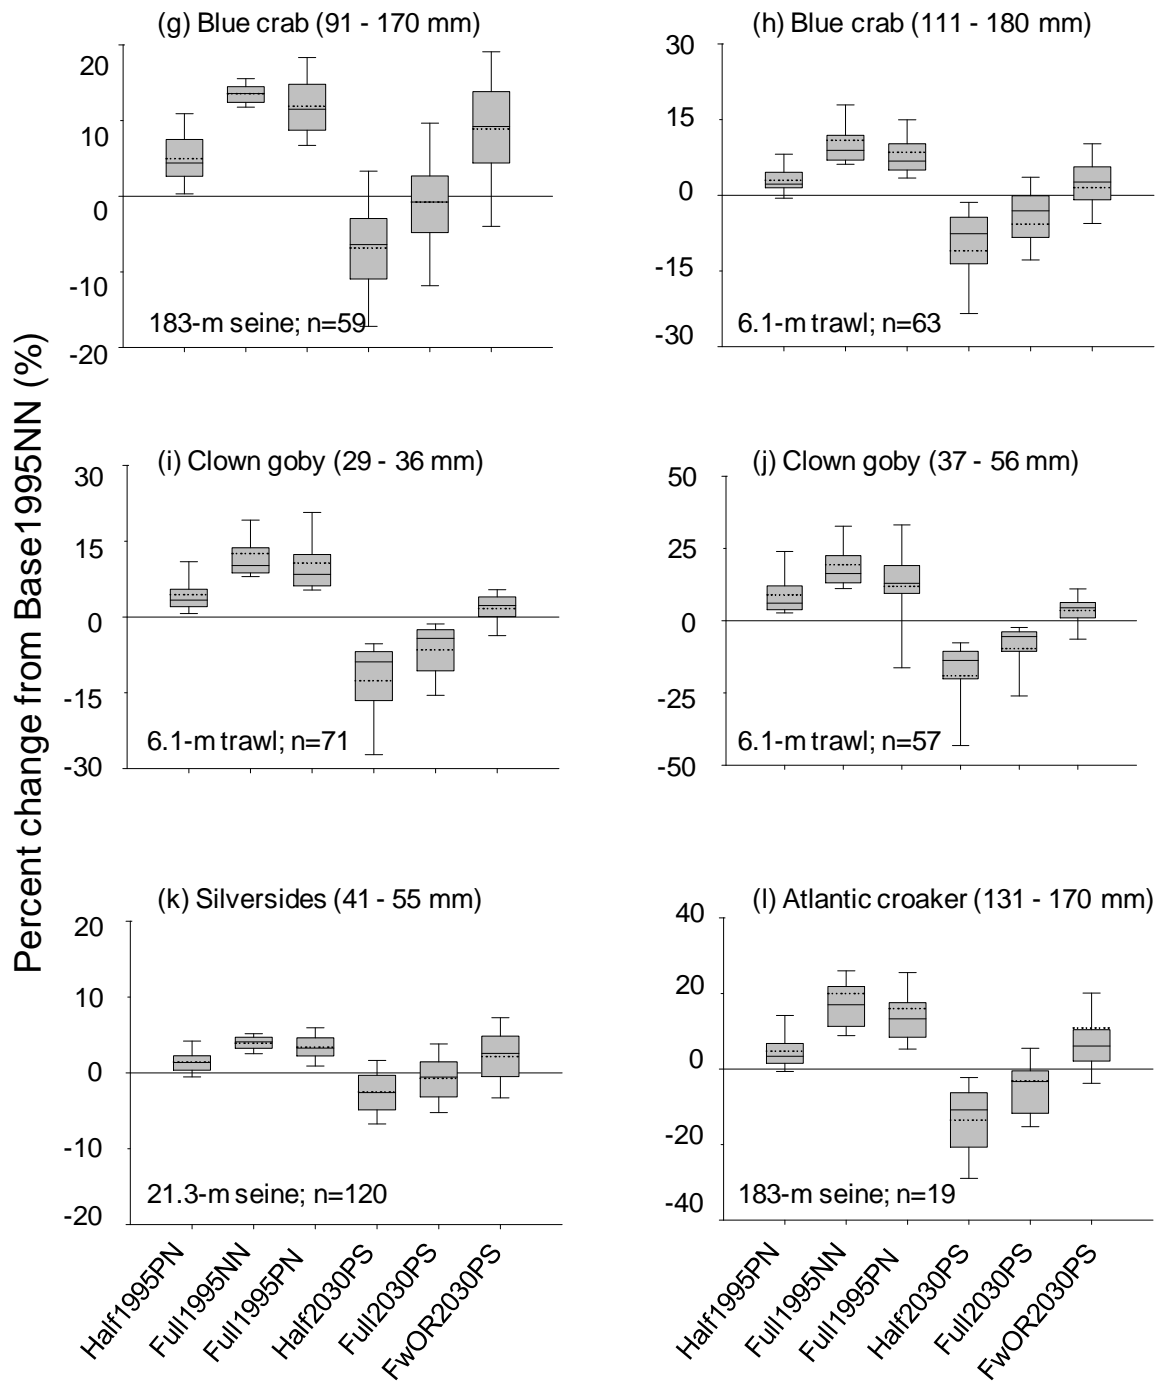 Percent change from Base1995NN (%)
(g) Blue crab (91 - 170 mm)
20
10
0
-10
-20
183-m seine; n=59
(h) Blue crab (111 - 180 mm)
30
15
0
-15
-30
6.1-m trawl; n=63
(i) Clown goby (29 - 36 mm)
30
15
0
-15
-30
6.1-m trawl; n=71
(j) Clown goby (37 - 56 mm)
50
25
0
-25
-50
6.1-m trawl; n=57
(k) Silversides (41 - 55 mm)
20
10
0
-10
-20
21.3-m seine; n=120
Half1995PN
Full1995NN
Full1995PN
Half2030PS
Full2030PS
FwOR2030PS
(l) Atlantic croaker (131 - 170 mm)
40
20
0
-20
-40
183-m seine; n=19
Half1995PN
Full1995NN
Full1995PN
Half2030PS
Full2030PS
FwOR2030PS